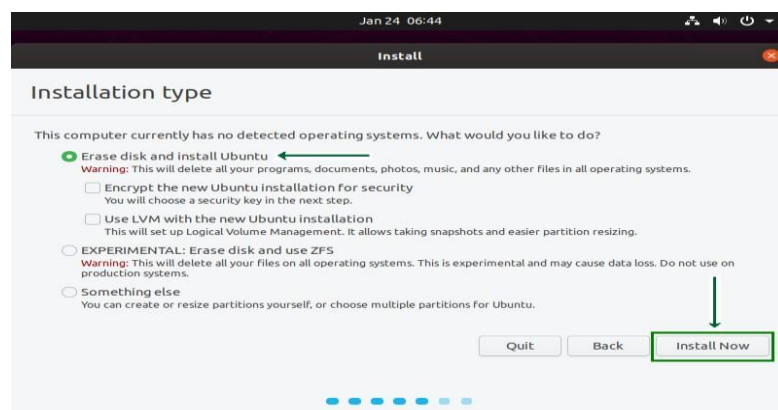 Jan 24 06:44
Install
Installation type
This computer currently has no detected operating systems. What would you like to do?
Erase disk and install Ubuntu
Warning: This will delete all your programs, documents, photos, music, and any other files in all operating systems.
Encrypt the new Ubuntu installation for security
You will choose a security key in the next step.
Use LVM with the new Ubuntu installation
This will set up Logical Volume Management. It allows taking snapshots and easier partition resizing.
EXPERIMENTAL: Erase disk and use ZFS
Warning: This will delete all your files on all operating systems. This is experimental and may cause data loss. Do not use on
production systems.
Something else
You can create or resize partitions yourself, or choose multiple partitions for Ubuntu.
Quit Back Install Now